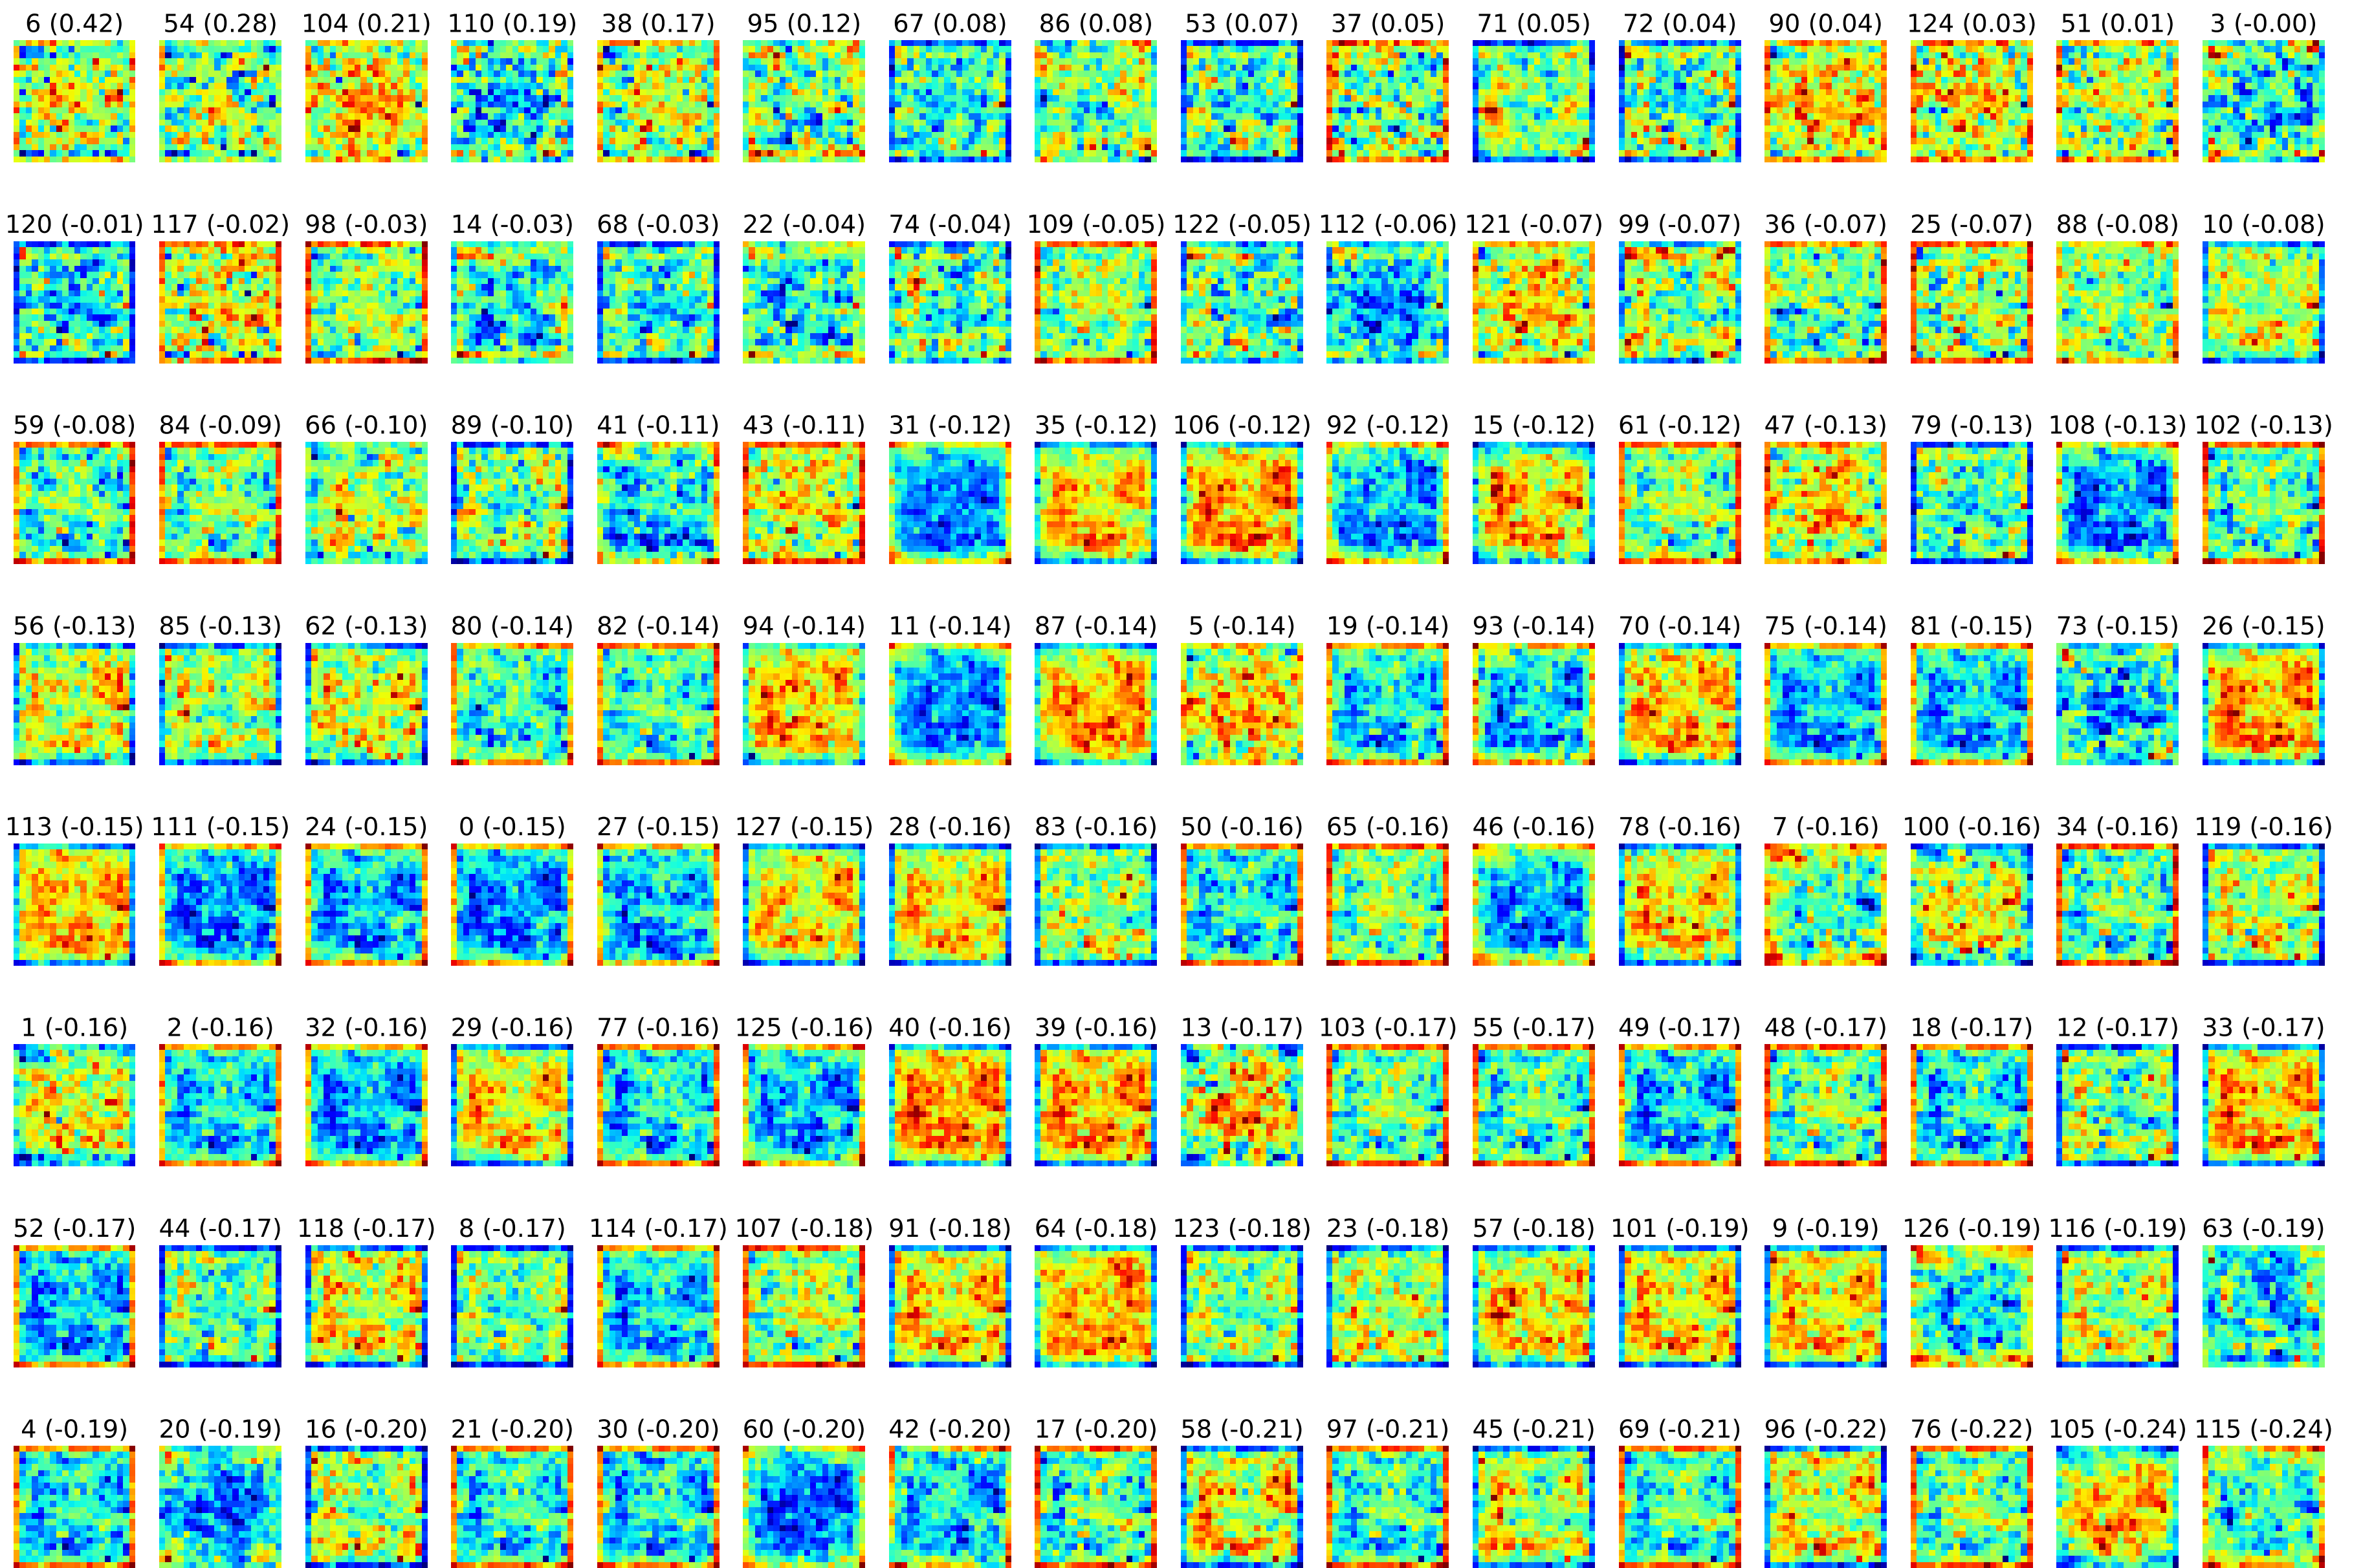 6 (0.42) 54 (0.28) 104 (0.21) 110 (0.19) 38 (0.17) 95 (0.12) 67 (0.08) 86 (0.08) 53 (0.07) 37 (0.05) 71 (0.05) 72 (0.04) 90 (0.04) 124 (0.03) 51 (0.01) 3 (-0.00)
120 (-0.01) 117 (-0.02) 98 (-0.03) 14 (-0.03) 68 (-0.03) 22 (-0.04) 74 (-0.04) 109 (-0.05) 122 (-0.05) 112 (-0.06) 121 (-0.07) 99 (-0.07) 36 (-0.07) 25 (-0.07) 88 (-0.08) 10 (-0.08)
59 (-0.08) 84 (-0.09) 66 (-0.10) 89 (-0.10) 41 (-0.11) 43 (-0.11) 31 (-0.12) 35 (-0.12) 106 (-0.12) 92 (-0.12) 15 (-0.12) 61 (-0.12) 47 (-0.13) 79 (-0.13) 108 (-0.13) 102 (-0.13)
56 (-0.13) 85 (-0.13) 62 (-0.13) 80 (-0.14) 82 (-0.14) 94 (-0.14) 11 (-0.14) 87 (-0.14) 5 (-0.14) 19 (-0.14) 93 (-0.14) 70 (-0.14) 75 (-0.14) 81 (-0.15) 73 (-0.15) 26 (-0.15)
113 (-0.15) 111 (-0.15) 24 (-0.15) 0 (-0.15) 27 (-0.15) 127 (-0.15) 28 (-0.16) 83 (-0.16) 50 (-0.16) 65 (-0.16) 46 (-0.16) 78 (-0.16) 7 (-0.16) 100 (-0.16) 34 (-0.16) 119 (-0.16)
1 (-0.16) 2 (-0.16) 32 (-0.16) 29 (-0.16) 77 (-0.16) 125 (-0.16) 40 (-0.16) 39 (-0.16) 13 (-0.17) 103 (-0.17) 55 (-0.17) 49 (-0.17) 48 (-0.17) 18 (-0.17) 12 (-0.17) 33 (-0.17)
52 (-0.17) 44 (-0.17) 118 (-0.17) 8 (-0.17) 114 (-0.17) 107 (-0.18) 91 (-0.18) 64 (-0.18) 123 (-0.18) 23 (-0.18) 57 (-0.18) 101 (-0.19) 9 (-0.19) 126 (-0.19) 116 (-0.19) 63 (-0.19)
4 (-0.19) 20 (-0.19) 16 (-0.20) 21 (-0.20) 30 (-0.20) 60 (-0.20) 42 (-0.20) 17 (-0.20) 58 (-0.21) 97 (-0.21) 45 (-0.21) 69 (-0.21) 96 (-0.22) 76 (-0.22) 105 (-0.24) 115 (-0.24)